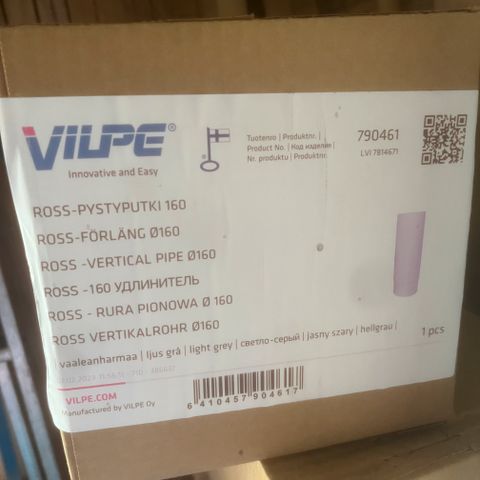 VILPE®
Innovative and Easy
Tuotenro | Produktnr. |
Product No. | Код изделия |
Nr. produktu | Produktnr.
790461
LVI 7814671
ROSS-PYSTYPUTKI 160
ROSS-FÖRLÄNG Ø160
ROSS -VERTICAL PIPE Ø160
ROSS -160 УДЛИНИТЕЛЬ
ROSS - RURA PIONOWA Ø 160
ROSS VERTIKALROHR Ø160
vaaleanharmaa | ljus grå | light grey | светло-серый | jasny szary | hellgrau |
1 pcs
VILPE.COM
Manufactured by VILPE Oy
6 410457 904617